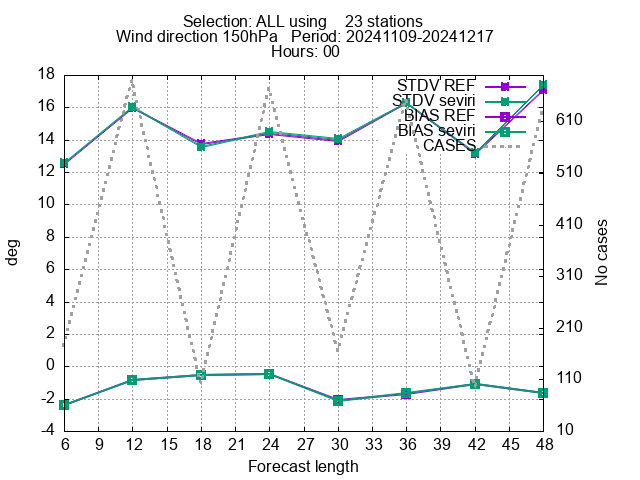 Selection: ALL using    23 stations
Wind direction 150hPa   Period: 20241109-20241217
Hours: 00
STDV REF
STDV seviri
BIAS REF
BIAS seviri
CASES
18
16
14
12
10
8
6
4
2
0
-2
-4
deg
610
510
410
310
210
110
10
No cases
6 9 12 15 18 21 24 27 30 33 36 39 42 45 48
Forecast length